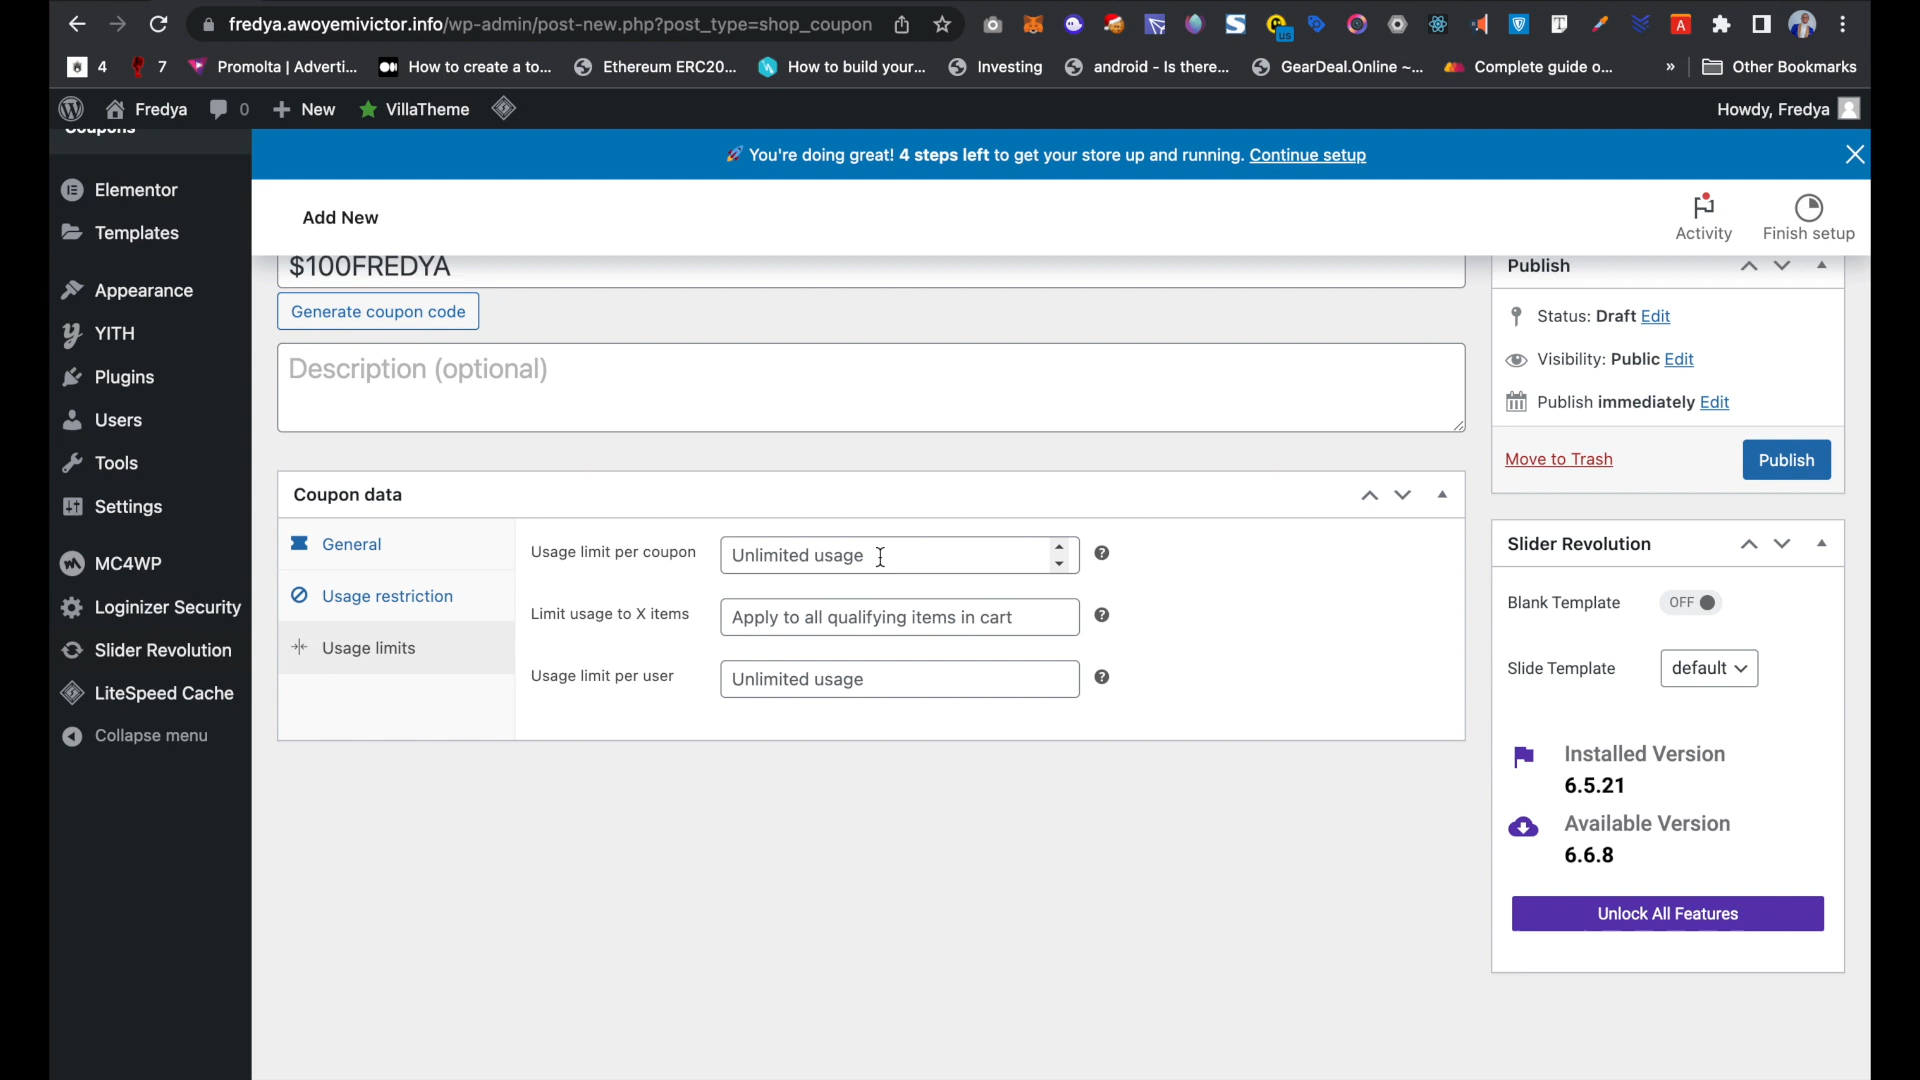 fredya.awoyemivictor.info/wp-admin/post-new.php?post_type=shop_coupon
us
4
7
Promolta | Adverti...
How to create a to...
Ethereum ERC20...
How to build your...
Investing
android - Is there...
GearDeal.Online ~...
Complete guide o...
»
Other Bookmarks
Fredya
0
New
VillaTheme
Howdy, Fredya
Coupons
🚀 You're doing great! 4 steps left to get your store up and running. Continue setup
Elementor
Templates
Appearance
YITH
Plugins
Users
Tools
Settings
MC4WP
Loginizer Security
Slider Revolution
LiteSpeed Cache
Collapse menu
Add New
Activity
Finish setup
$100FREDYA
Generate coupon code
Description (optional)
Coupon data
General
Usage restriction
Usage limits
Usage limit per coupon
Unlimited usage
Limit usage to X items
Apply to all qualifying items in cart
Usage limit per user
Unlimited usage
Publish
Status: Draft Edit
Visibility: Public Edit
Publish immediately Edit
Move to Trash
Publish
Slider Revolution
Blank Template
OFF
Slide Template
default
Installed Version
6.5.21
Available Version
6.6.8
Unlock All Features